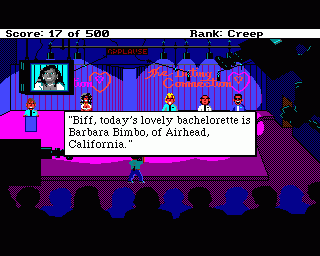 Score: 17 of 500 Rank: Creep
APPLAUSE
The Dating
Connection
"Biff, today's lovely bachelorette is
Barbara Bimbo, of Airhead,
California."